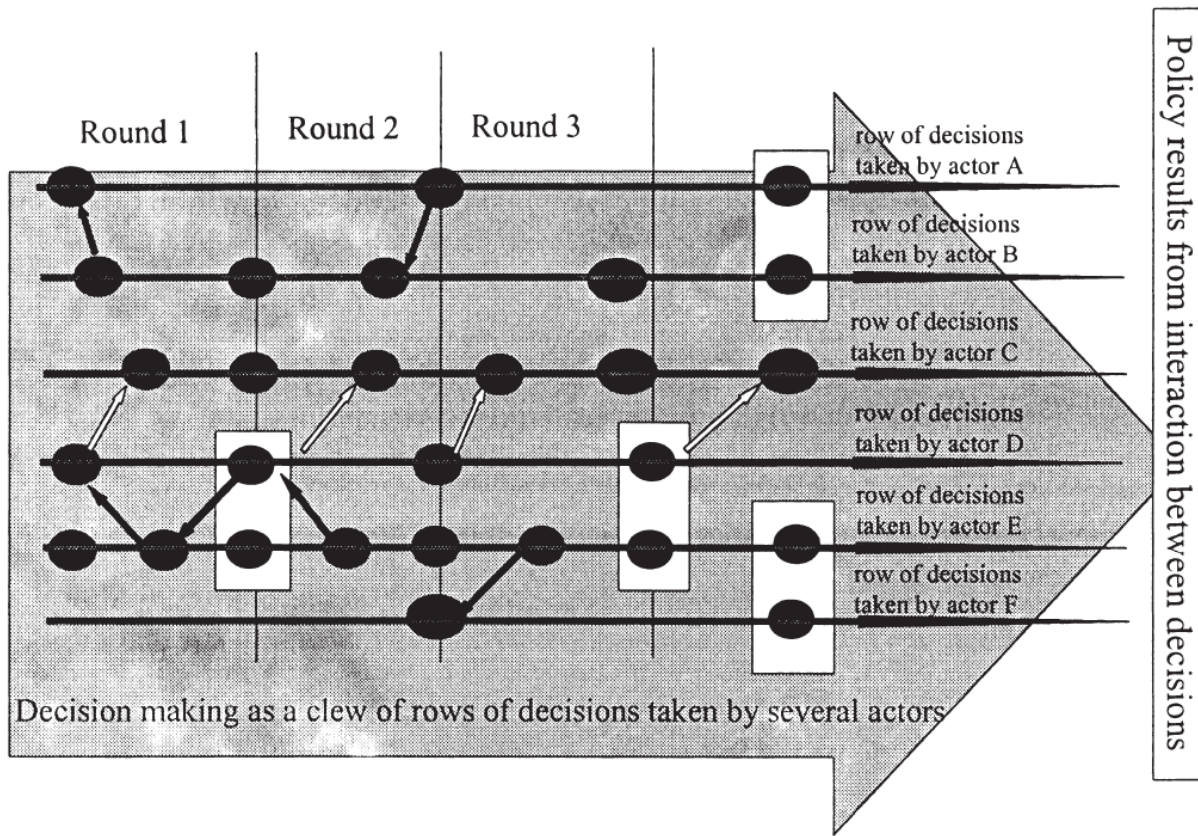 Round 1
Round 2
Round 3
row of decisions
taken by actor A
row of decisions
taken by actor B
row of decisions
taken by actor C
row of decisions
taken by actor D
row of decisions
taken by actor E
row of decisions
taken by actor F
Decision making as a clew of rows of decisions taken by several actors
Policy results from interaction between decisions